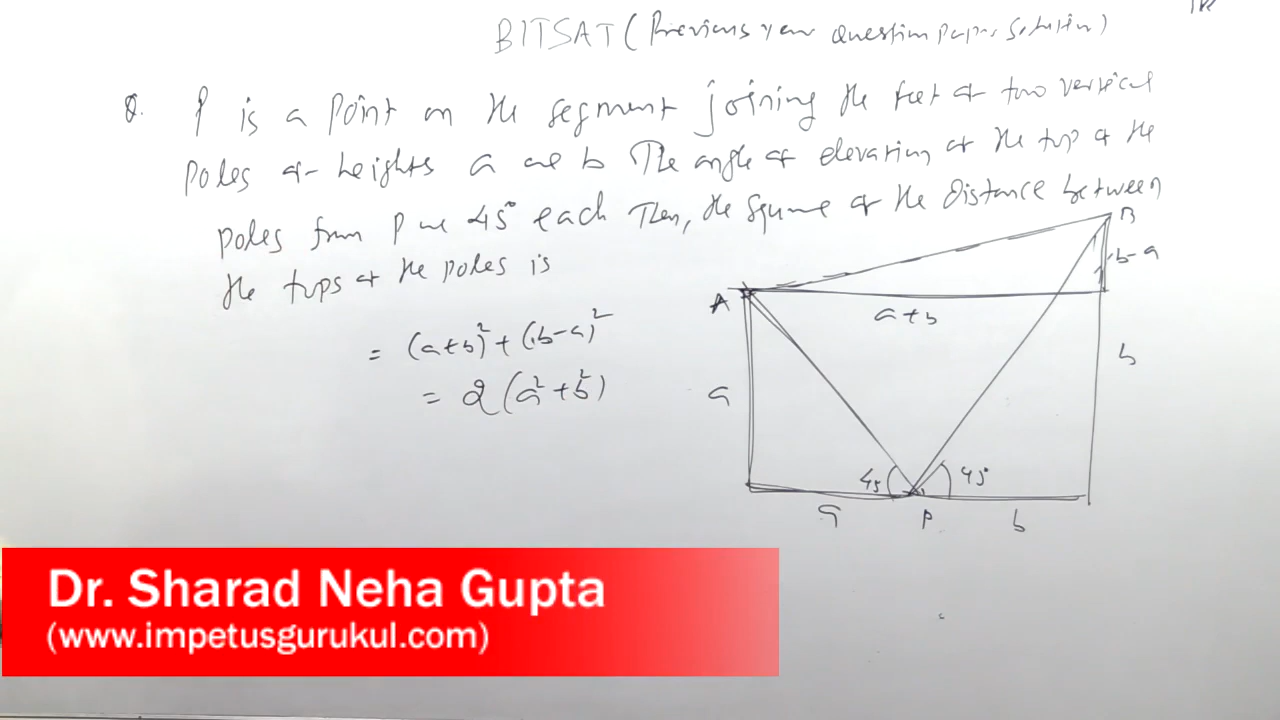 BITSAT (Previous year Question paper Solution)
Q. P is a point on the segment joining the feet of two vertical
poles of heights a and b The angle of elevation of the top of the
poles from P are 45° each Then, the square of the distance between
the tops of the poles is
= (a+b)² + (b-a)²
= 2(a²+b²)
B
b-a
A
a+b
b
a
45
45°
a
P
b
Dr. Sharad Neha Gupta
(www.impetusgurukul.com)